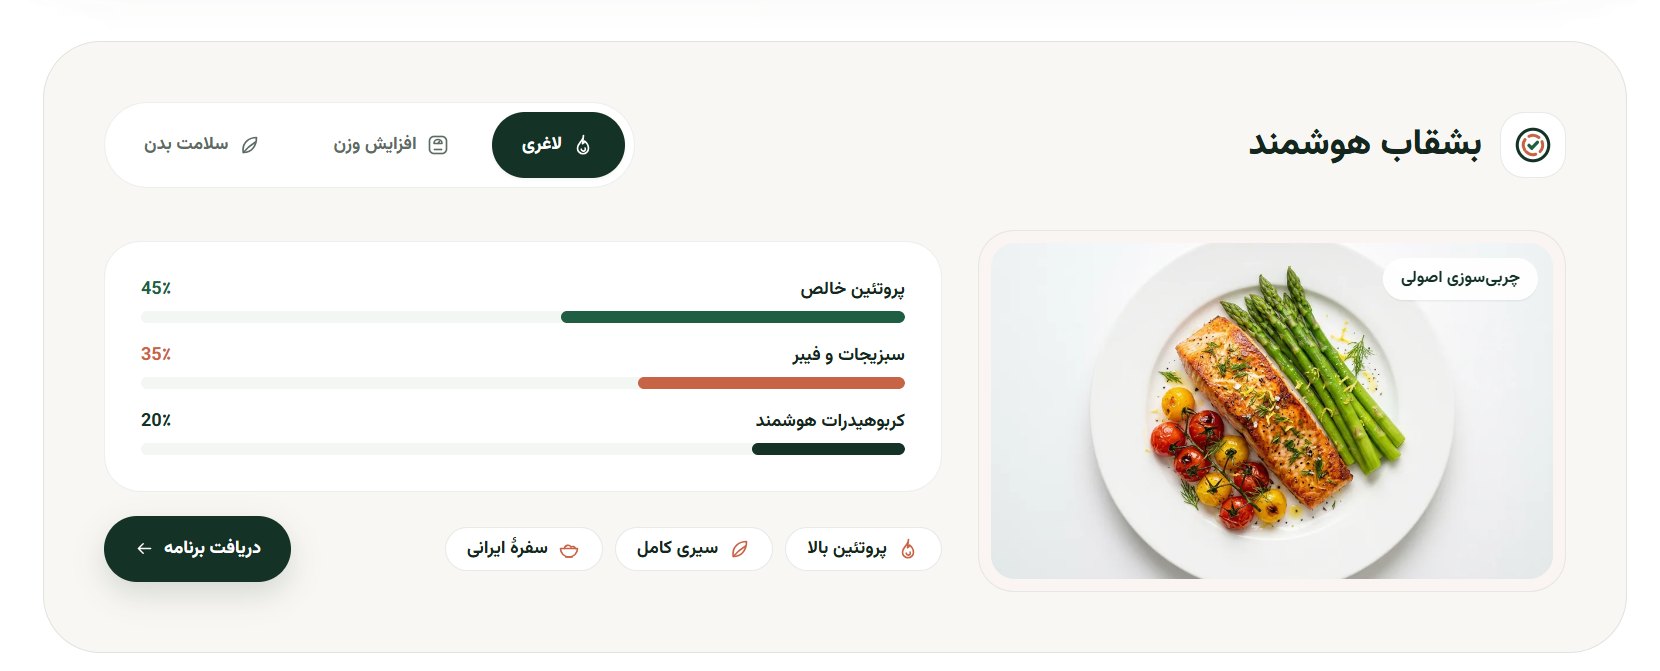 بشقاب هوشمند
لاغری
افزایش وزن
سلامت بدن
چربی‌سوزی اصولی
پروتئین خالص
45٪
سبزیجات و فیبر
35٪
کربوهیدرات هوشمند
20٪
پروتئین بالا
سیری کامل
سفرهٔ ایرانی
دریافت برنامه ←